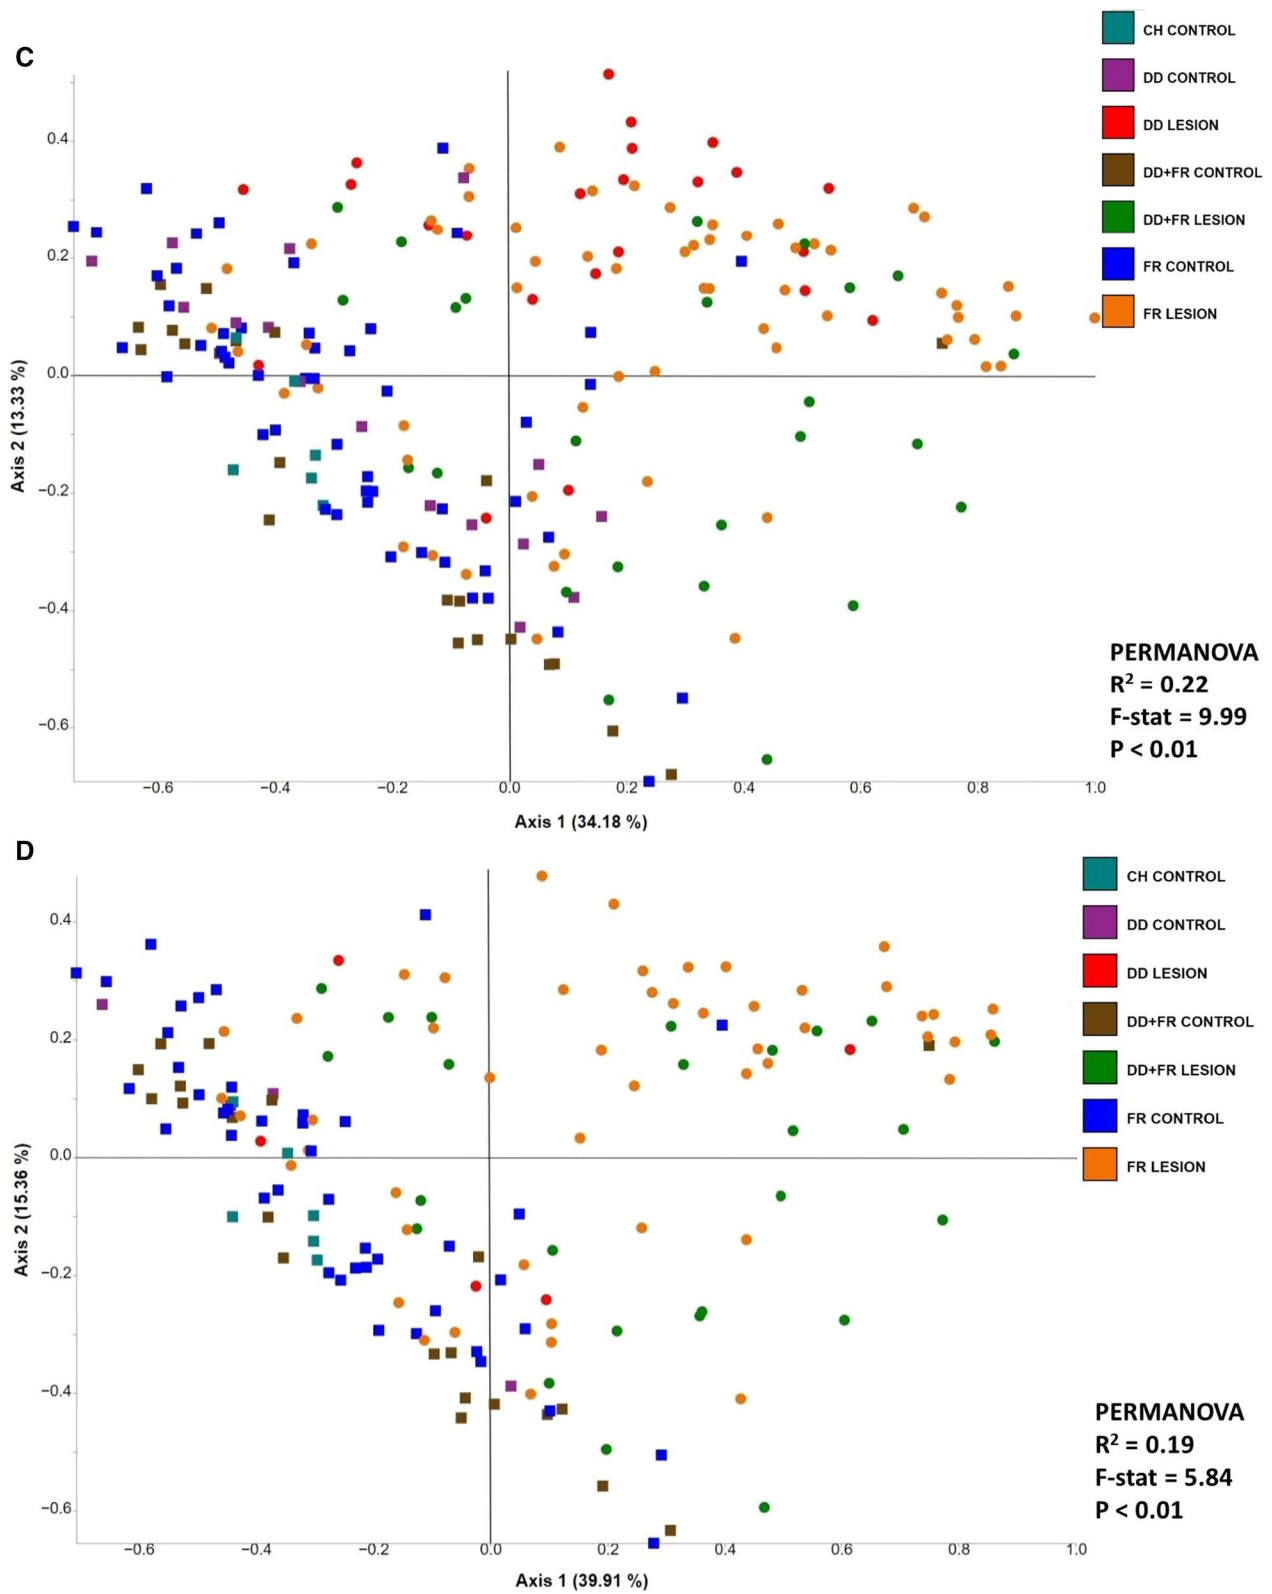 C
CH CONTROL
DD CONTROL
DD LESION
DD+FR CONTROL
DD+FR LESION
FR CONTROL
FR LESION
0.4
0.2
0.0
−0.2
−0.4
−0.6
Axis 2 (13.33 %)
PERMANOVA
R² = 0.22
F-stat = 9.99
P < 0.01
−0.6 −0.4 −0.2 0.0 0.2 0.4 0.6 0.8 1.0
Axis 1 (34.18 %)
D
CH CONTROL
DD CONTROL
DD LESION
DD+FR CONTROL
DD+FR LESION
FR CONTROL
FR LESION
0.4
0.2
0.0
−0.2
−0.4
−0.6
Axis 2 (15.36 %)
PERMANOVA
R² = 0.19
F-stat = 5.84
P < 0.01
−0.6 −0.4 −0.2 0.0 0.2 0.4 0.6 0.8 1.0
Axis 1 (39.91 %)